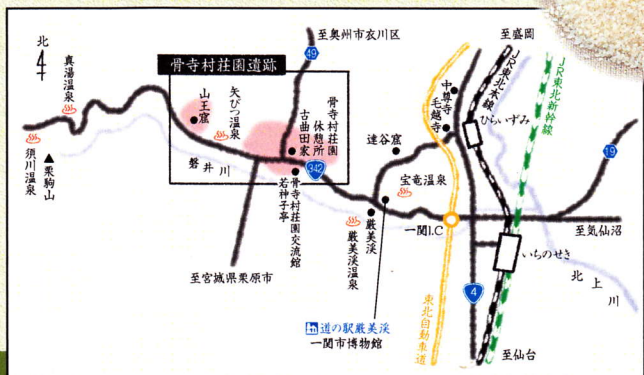 北
4
真湯温泉
須川温泉
栗駒山
骨寺村荘園遺跡
山王窟
矢びつ温泉
磐井川
至奥州市衣川区
49
骨寺村荘園
休憩所
古曲田家
342
骨寺村荘園交流館
若神子亭
至宮城県栗原市
達谷窟
宝竜温泉
厳美渓
厳美渓温泉
道の駅厳美渓
一関市博物館
中尊寺
毛越寺
至盛岡
JR東北本線
JR東北新幹線
ひらいずみ
19
一関I.C
至気仙沼
いちのせき
北上川
4
東北自動車道
至仙台